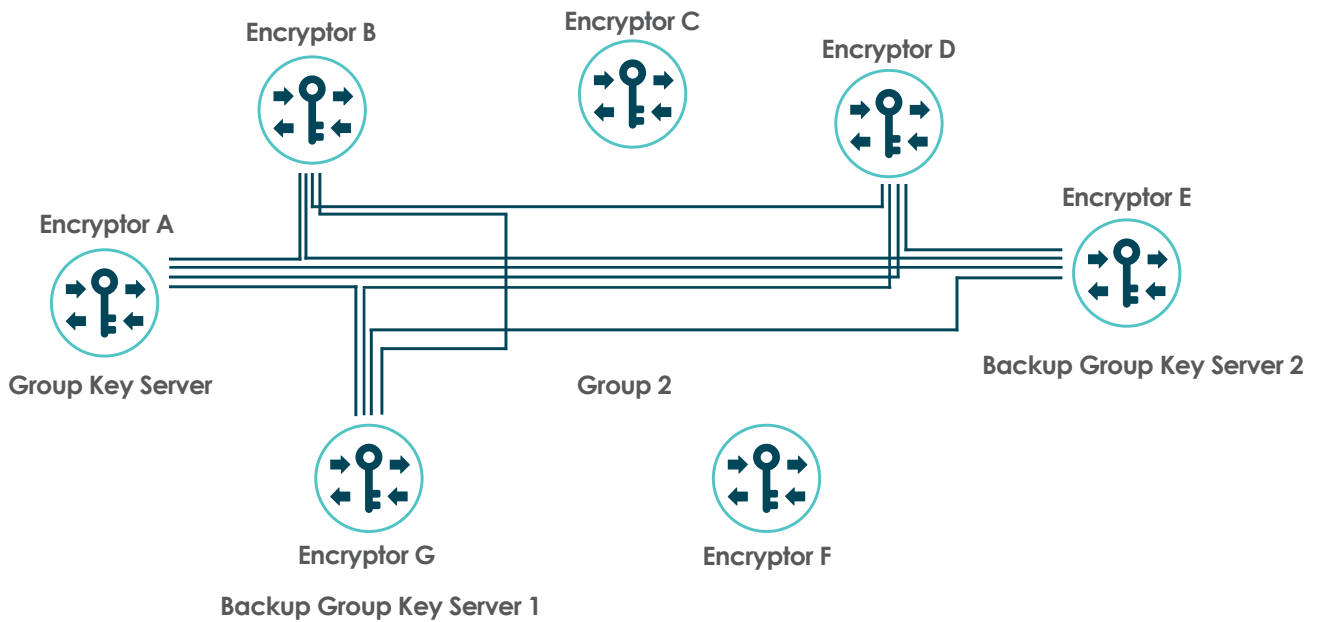 Encryptor B
Encryptor C
Encryptor D
Encryptor A
Encryptor E
Group Key Server
Group 2
Backup Group Key Server 2
Encryptor G
Encryptor F
Backup Group Key Server 1